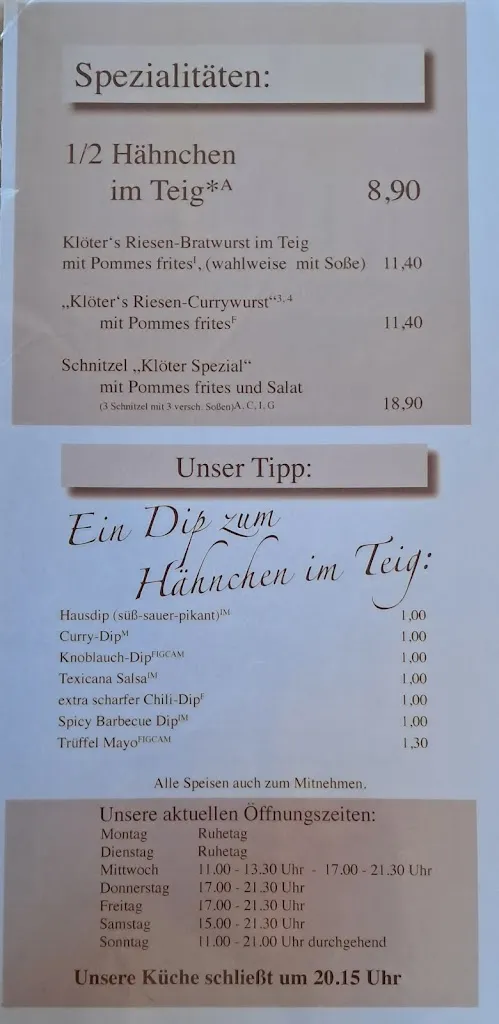 Spezialitäten:
1/2 Hähnchen
im Teig*A 8,90
Klöter's Riesen-Bratwurst im Teig
mit Pommes fritesI, (wahlweise mit Soße) 11,40
„Klöter's Riesen-Currywurst“3,4
mit Pommes fritesF 11,40
Schnitzel „Klöter Spezial“
mit Pommes frites und Salat
(3 Schnitzel mit 3 versch. Soßen)A, C, I, G 18,90
Unser Tipp:
Ein Dip zum
Hähnchen im Teig:
Hausdip (süß-sauer-pikant)IM 1,00
Curry-DipM 1,00
Knoblauch-DipFIGCAM 1,00
Texicana SalsaIM 1,00
extra scharfer Chili-DipF 1,00
Spicy Barbecue DipIM 1,00
Trüffel MayoFIGCAM 1,30
Alle Speisen auch zum Mitnehmen.
Unsere aktuellen Öffnungszeiten:
Montag Ruhetag
Dienstag Ruhetag
Mittwoch 11.00 - 13.30 Uhr - 17.00 - 21.30 Uhr
Donnerstag 17.00 - 21.30 Uhr
Freitag 17.00 - 21.30 Uhr
Samstag 15.00 - 21.30 Uhr
Sonntag 11.00 - 21.00 Uhr durchgehend
Unsere Küche schließt um 20.15 Uhr